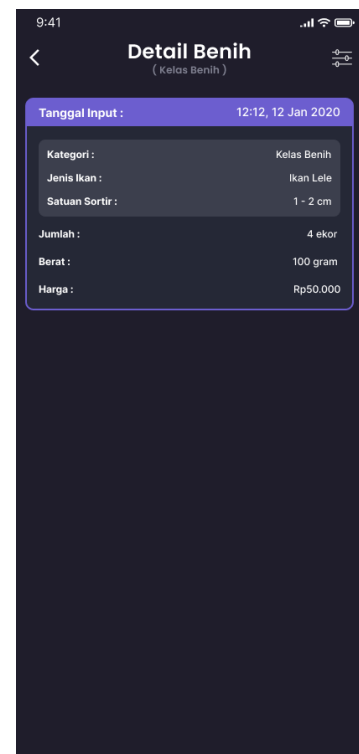 9:41
Detail Benih
( Kelas Benih )
Tanggal Input : 12:12, 12 Jan 2020
Kategori : Kelas Benih
Jenis Ikan : Ikan Lele
Satuan Sortir : 1 - 2 cm
Jumlah : 4 ekor
Berat : 100 gram
Harga : Rp50.000